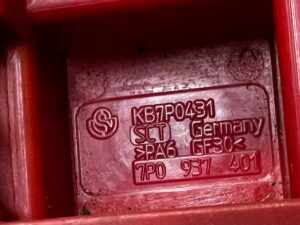 KB7P0431
SCT Germany
>PA6 GF30<
7P0 937 401